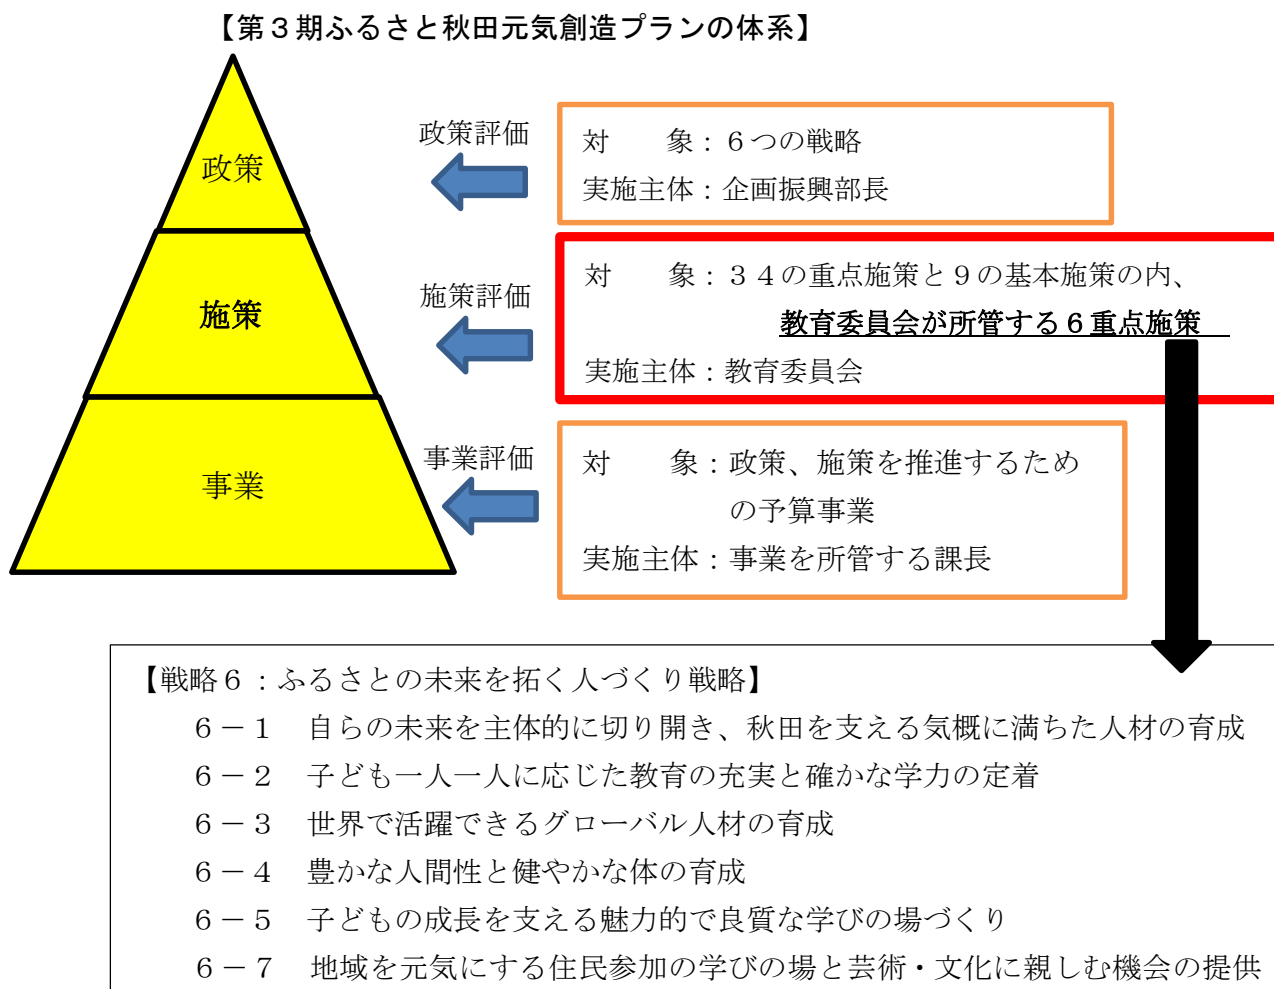 【第３期ふるさと秋田元気創造プランの体系】
政策
政策評価
対　　象：６つの戦略
実施主体：企画振興部長
施策
施策評価
対　　象：３４の重点施策と９の基本施策の内、
教育委員会が所管する６重点施策
実施主体：教育委員会
事業
事業評価
対　　象：政策、施策を推進するため
の予算事業
実施主体：事業を所管する課長
【戦略６：ふるさとの未来を拓く人づくり戦略】
６－１　自らの未来を主体的に切り開き、秋田を支える気概に満ちた人材の育成
６－２　子ども一人一人に応じた教育の充実と確かな学力の定着
６－３　世界で活躍できるグローバル人材の育成
６－４　豊かな人間性と健やかな体の育成
６－５　子どもの成長を支える魅力的で良質な学びの場づくり
６－７　地域を元気にする住民参加の学びの場と芸術・文化に親しむ機会の提供